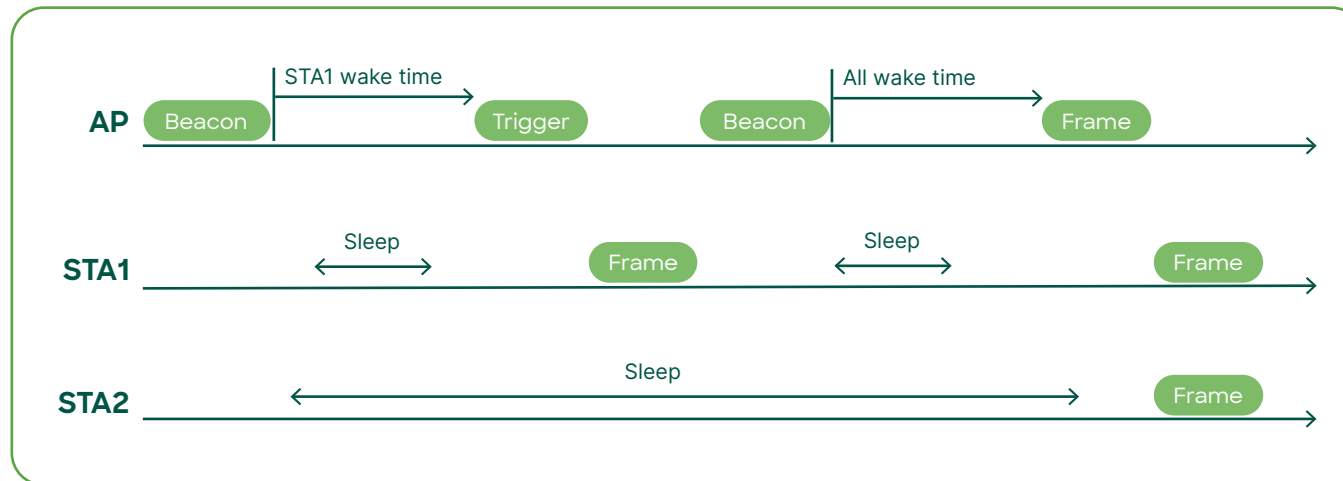 STA1 wake time
All wake time
AP
Beacon
Trigger
Beacon
Frame
Sleep
Sleep
STA1
Frame
Frame
Sleep
STA2
Frame